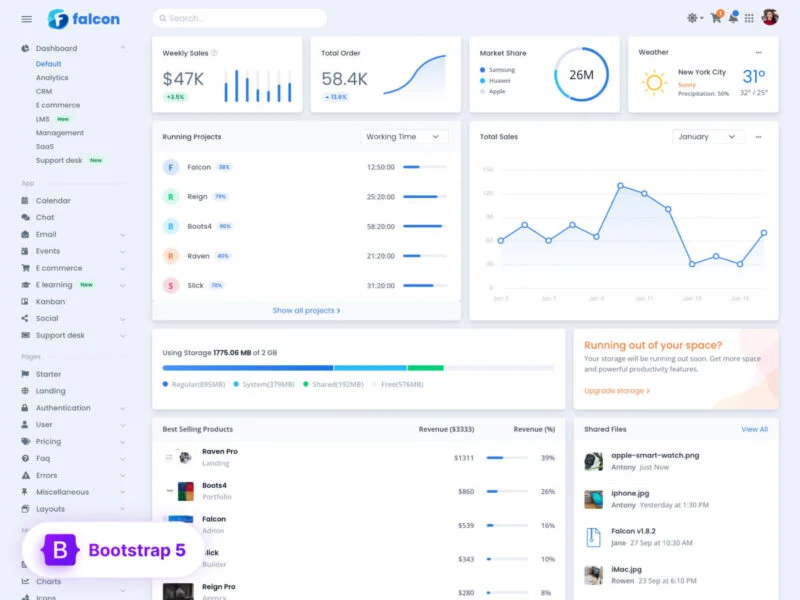 falcon
Search...
1
Dashboard
Default
Analytics
CRM
E commerce
LMS New
Management
SaaS
Support desk New
App
Calendar
Chat
Email
Events
E commerce
E learning New
Kanban
Social
Support desk
Pages
Starter
Landing
Authentication
User
Pricing
Faq
Errors
Miscellaneous
Layouts
Charts
Icons
B Bootstrap 5
Weekly Sales
$47K
+3.5%
Total Order
58.4K
13.6%
Market Share
Samsung
Huawei
Apple
26M
Weather
New York City
Sunny
Precipitation: 50%
31°
32° / 25°
Running Projects
Working Time
F Falcon 38% 12:50:00
R Reign 79% 25:20:00
B Boots4 90% 58:20:00
R Raven 40% 21:20:00
S Slick 70% 31:20:00
Show all projects
Total Sales
January
150
120
90
60
30
0
Jan 5 Jan 7 Jan 9 Jan 11 Jan 13 Jan 15
Using Storage 1775.06 MB of 2 GB
Regular(895MB) System(379MB) Shared(192MB) Free(576MB)
Running out of your space?
Your storage will be running out soon. Get more space
and powerful productivity features.
Upgrade storage
Best Selling Products Revenue ($3333) Revenue (%)
Raven Pro
Landing
$1311 39%
Boots4
Portfolio
$860 26%
Falcon
Admin
$539 16%
Slick
Builder
$343 10%
Reign Pro
Agency
$280 8%
Shared Files View All
apple-smart-watch.png
Antony Just Now
iphone.jpg
Antony Yesterday at 1:30 PM
Falcon v1.8.2
Jane 27 Sep at 10:30 AM
iMac.jpg
Rowen 23 Sep at 6:10 PM